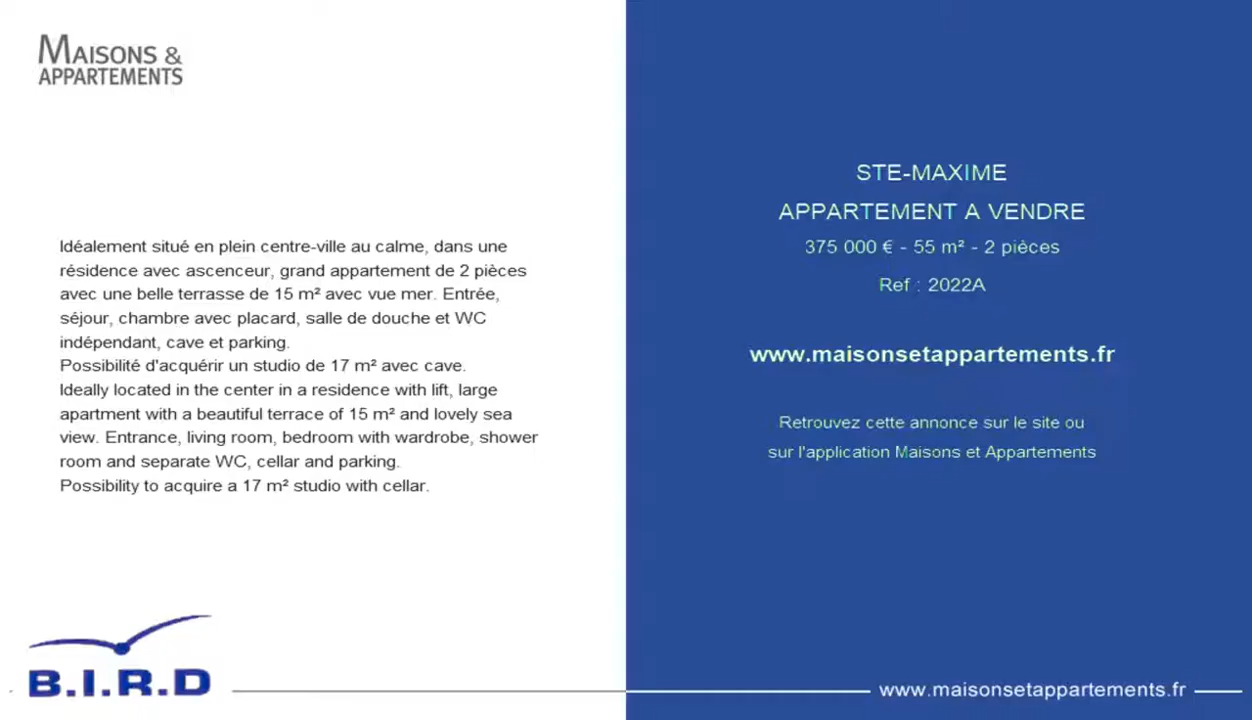 MAISONS &
APPARTEMENTS
Idéalement situé en plein centre-ville au calme, dans une
résidence avec ascenceur, grand appartement de 2 pièces
avec une belle terrasse de 15 m² avec vue mer. Entrée,
séjour, chambre avec placard, salle de douche et WC
indépendant, cave et parking.
Possibilité d'acquérir un studio de 17 m² avec cave.
Ideally located in the center in a residence with lift, large
apartment with a beautiful terrace of 15 m² and lovely sea
view. Entrance, living room, bedroom with wardrobe, shower
room and separate WC, cellar and parking.
Possibility to acquire a 17 m² studio with cellar.
B.I.R.D
STE-MAXIME
APPARTEMENT A VENDRE
375 000 € - 55 m² - 2 pièces
Ref : 2022A
www.maisonsetappartements.fr
Retrouvez cette annonce sur le site ou
sur l'application Maisons et Appartements
www.maisonsetappartements.fr